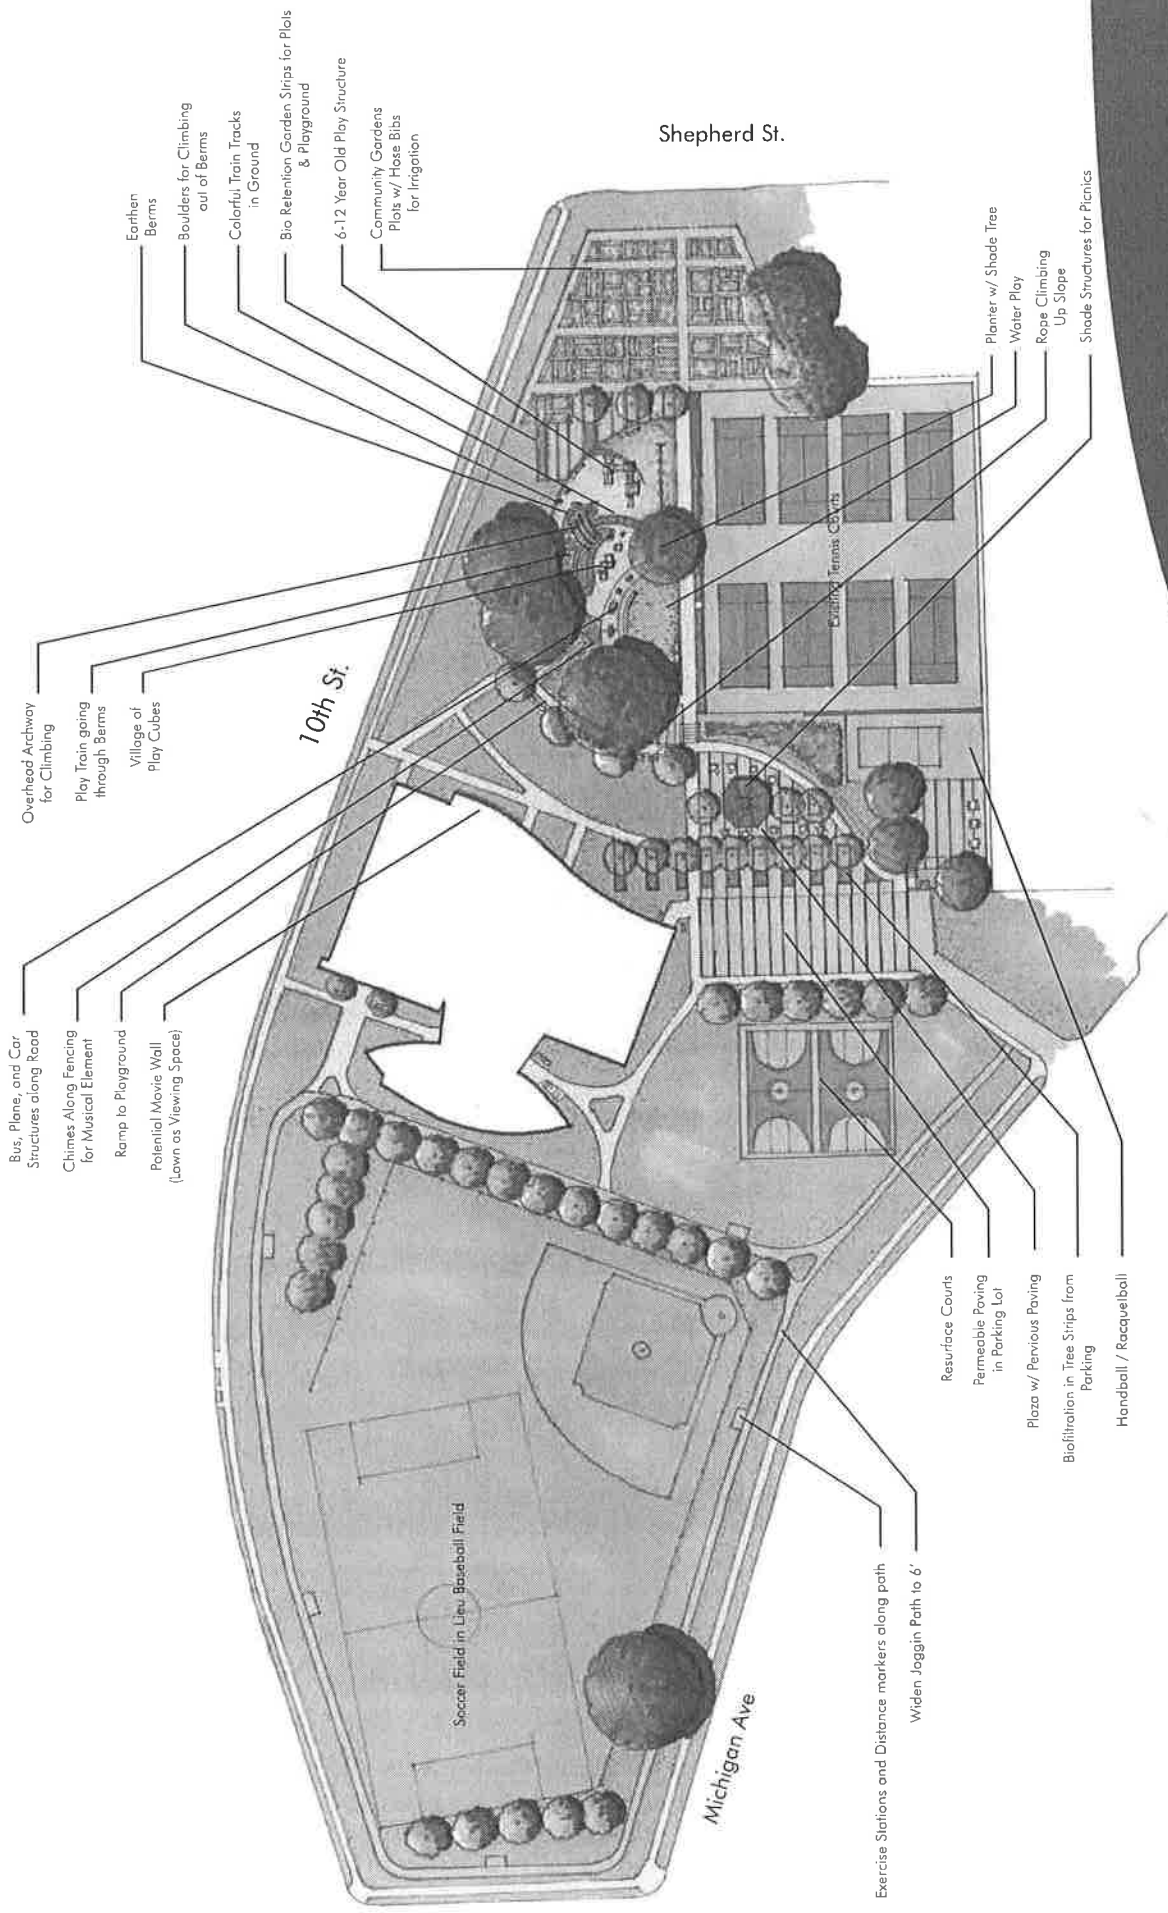 Earthen
Berms
Boulders for Climbing
out of Berms
Colorful Train Tracks
in Ground
Bio Retention Garden Strips for Plots
& Playground
6-12 Year Old Play Structure
Community Gardens
Plots w/ Hose Bibs
for Irrigation
Shepherd St.
Overhead Archway
for Climbing
Play Train going
through Berms
Village of
Play Cubes
10th St.
Planter w/ Shade Tree
Water Play
Rope Climbing
Up Slope
Shade Structures for Picnics
Existing Tennis Courts
Bus, Plane, and Car
Structures along Road
Chimes Along Fencing
for Musical Element
Ramp to Playground
Potential Movie Wall
(Lawn as Viewing Space)
Resurface Courts
Permeable Paving
in Parking Lot
Plaza w/ Pervious Paving
Biofiltration in Tree Strips from
Parking
Handball / Racquelball
Soccer Field in Lieu Baseball Field
Michigan Ave
Exercise Stations and Distance markers along path
Widen Joggin Path to 6'